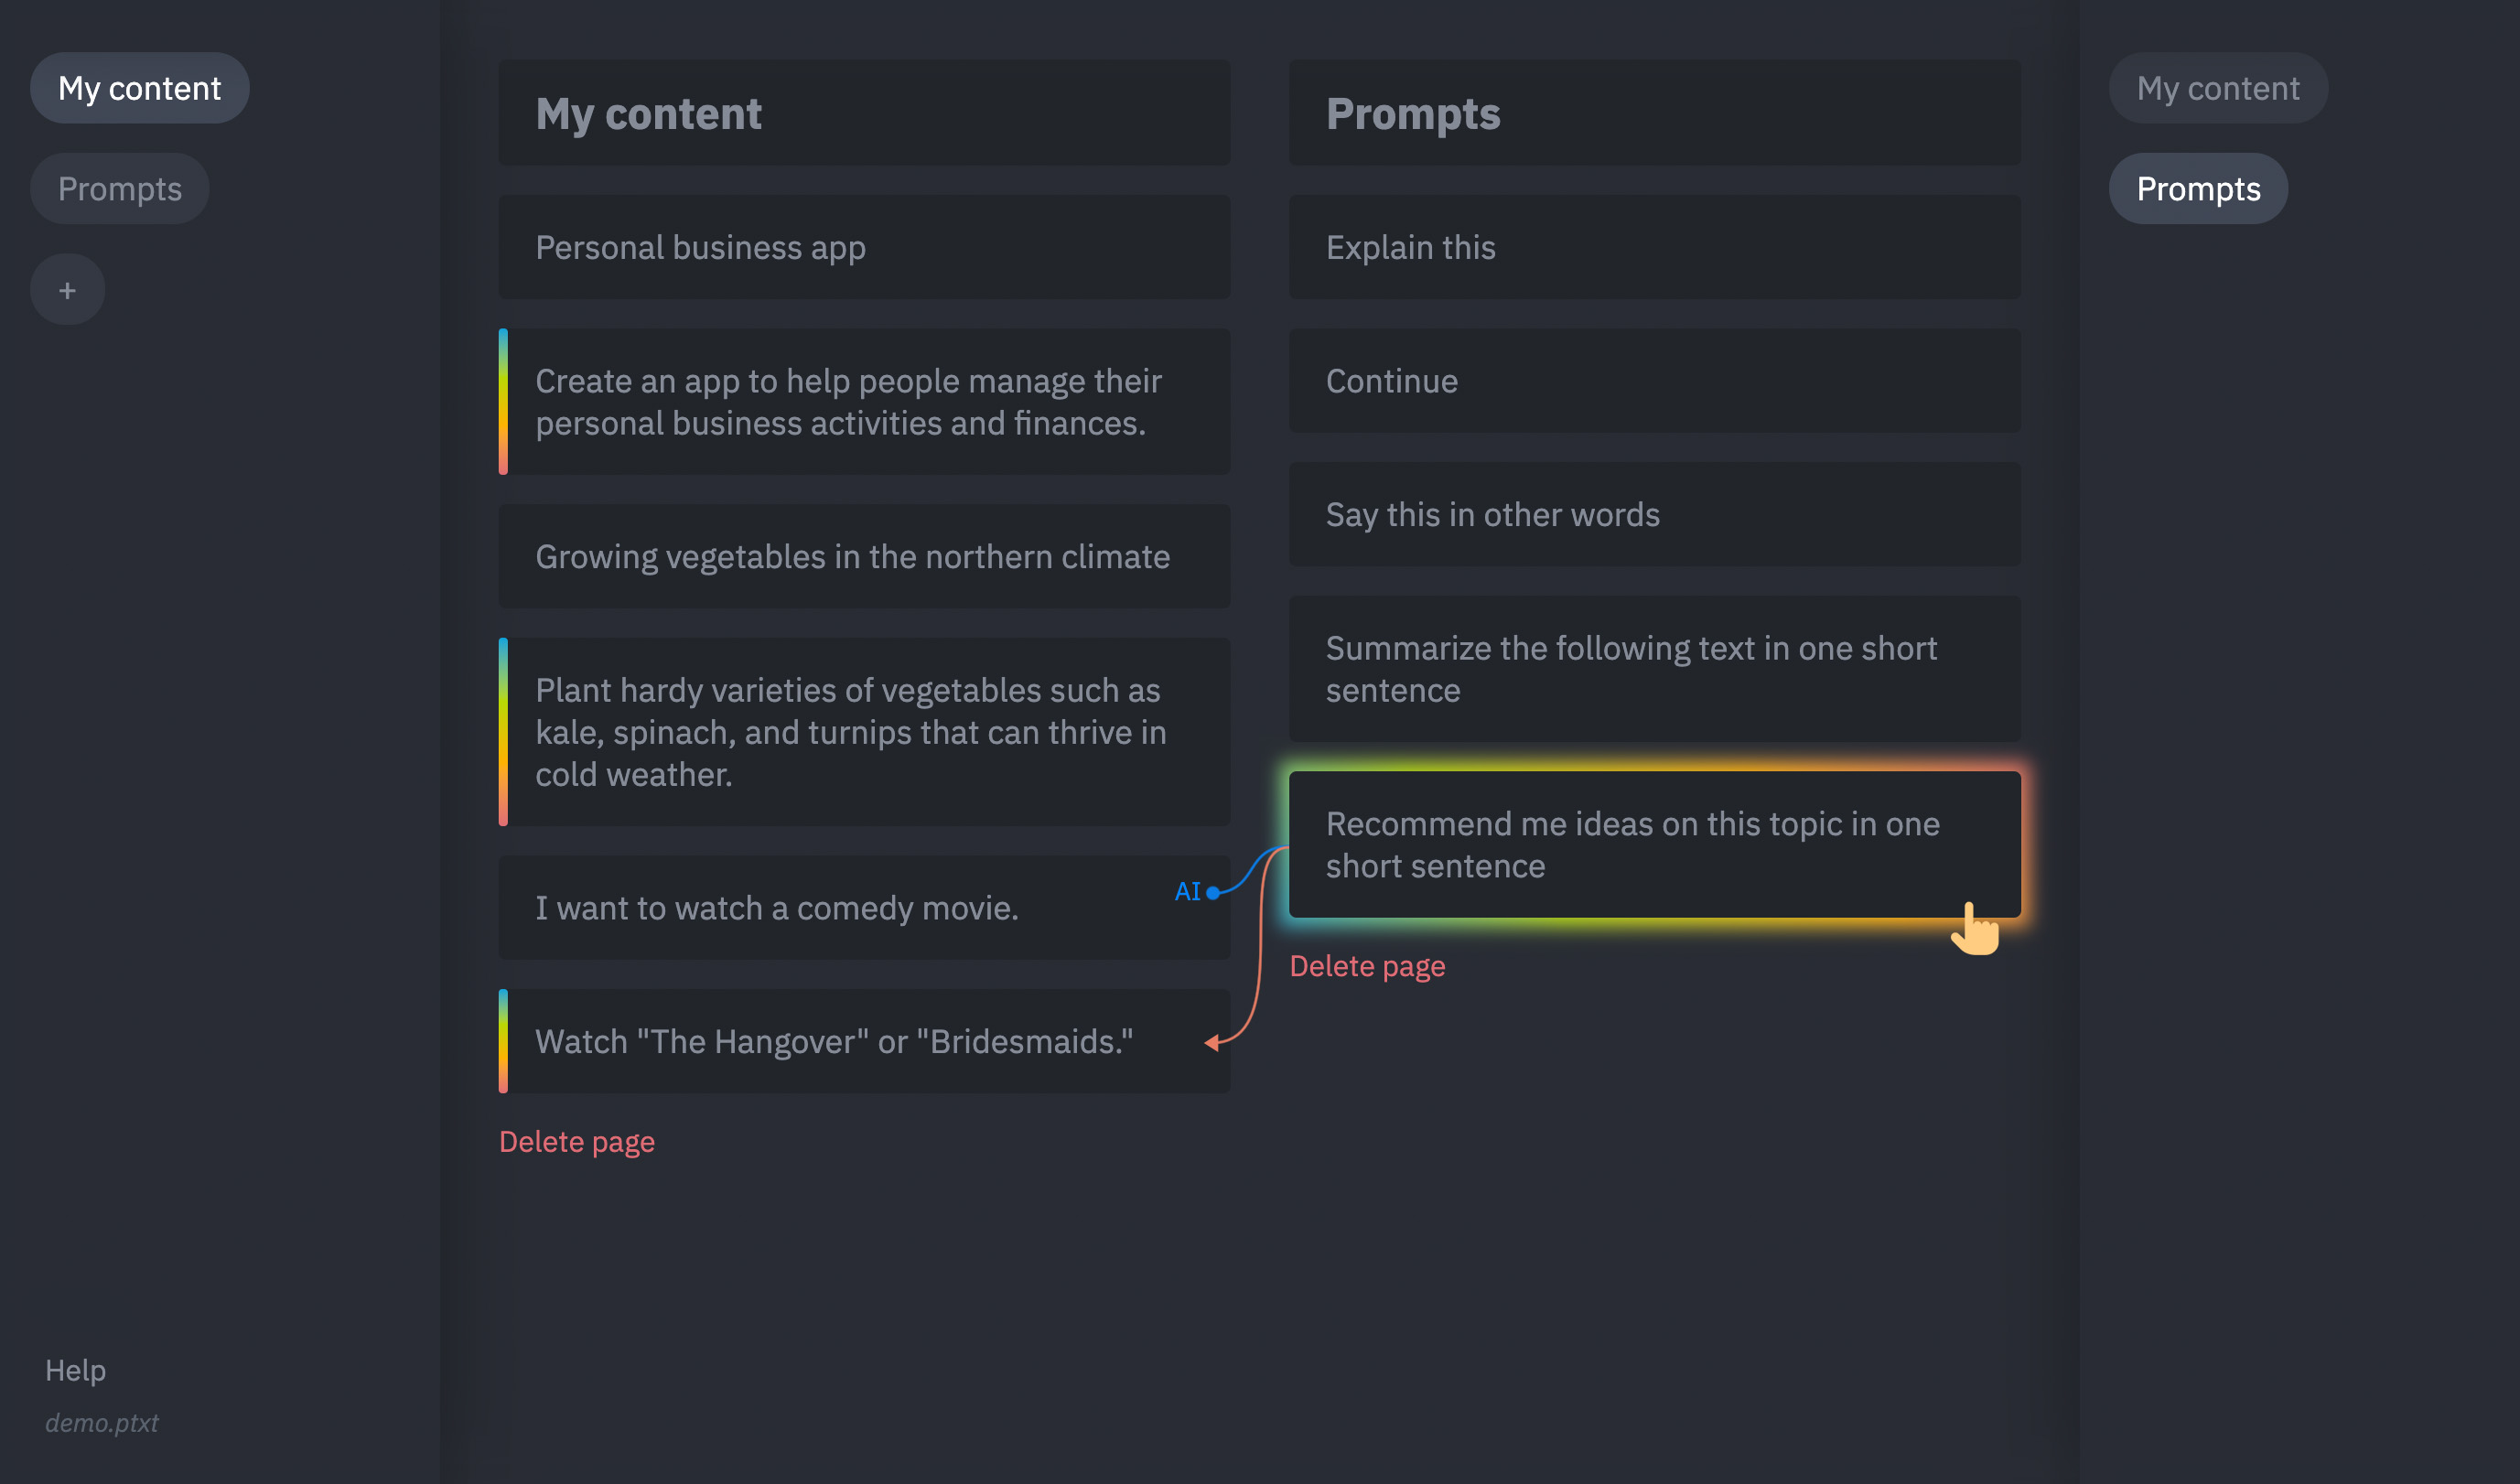 My content
Prompts
+
My content
Personal business app
Create an app to help people manage their
personal business activities and finances.
Growing vegetables in the northern climate
Plant hardy varieties of vegetables such as
kale, spinach, and turnips that can thrive in
cold weather.
I want to watch a comedy movie.
AI
Watch "The Hangover" or "Bridesmaids."
Delete page
Prompts
Explain this
Continue
Say this in other words
Summarize the following text in one short
sentence
Recommend me ideas on this topic in one
short sentence
Delete page
My content
Prompts
Help
demo.ptxt